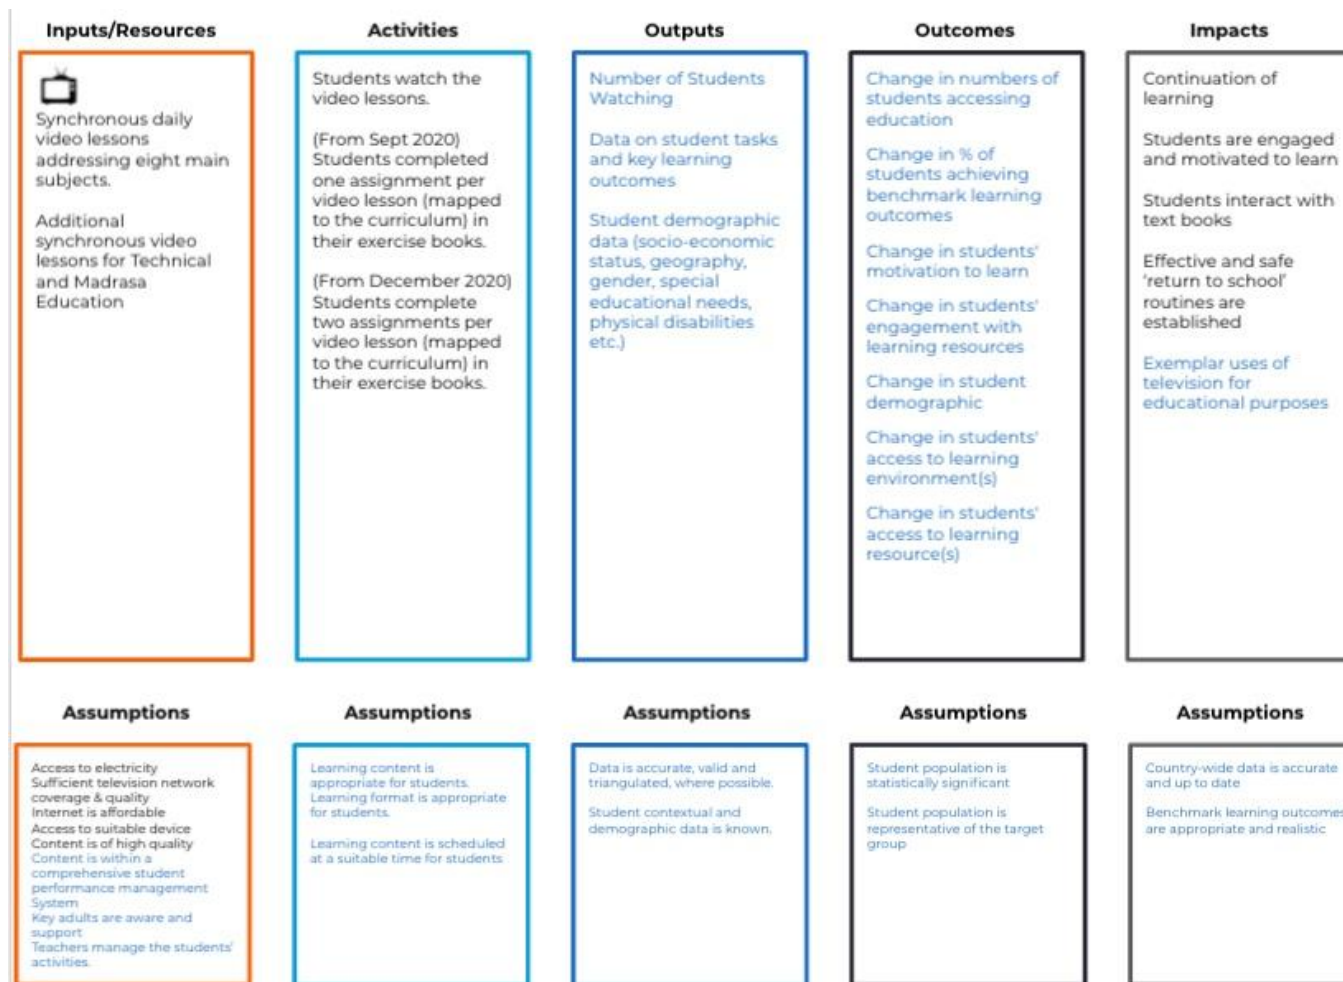 Inputs/Resources
Synchronous daily
video lessons
addressing eight main
subjects.
Additional
synchronous video
lessons for Technical
and Madrasa
Education
Activities
Students watch the
video lessons.
(From Sept 2020)
Students completed
one assignment per
video lesson (mapped
to the curriculum) in
their exercise books.
(From December 2020)
Students complete
two assignments per
video lesson (mapped
to the curriculum) in
their exercise books.
Outputs
Number of Students
Watching
Data on student tasks
and key learning
outcomes
Student demographic
data (socio-economic
status, geography,
gender, special
educational needs,
physical disabilities
etc.)
Outcomes
Change in numbers of
students accessing
education
Change in % of
students achieving
benchmark learning
outcomes
Change in students'
motivation to learn
Change in students'
engagement with
learning resources
Change in student
demographic
Change in students'
access to learning
environment(s)
Change in students'
access to learning
resource(s)
Impacts
Continuation of
learning
Students are engaged
and motivated to learn
Students interact with
text books
Effective and safe
'return to school'
routines are
established
Exemplar uses of
television for
educational purposes
Assumptions
Access to electricity
Sufficient television network
coverage & quality
Internet is affordable
Access to suitable device
Content is of high quality
Content is within a
comprehensive student
performance management
System
Key adults are aware and
support
Teachers manage the students'
activities.
Assumptions
Learning content is
appropriate for students.
Learning format is appropriate
for students.
Learning content is scheduled
at a suitable time for students
Assumptions
Data is accurate, valid and
triangulated, where possible.
Student contextual and
demographic data is known.
Assumptions
Student population is
statistically significant
Student population is
representative of the target
group
Assumptions
Country-wide data is accurate
and up to date
Benchmark learning outcomes
are appropriate and realistic